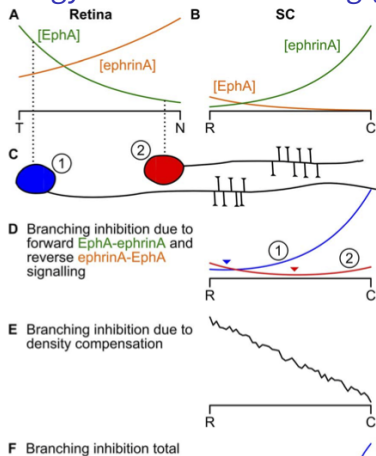 A Retina B SC
[EphA] [ephrinA] [ephrinA]
[EphA]
T N R C
C 1 2
D Branching inhibition due to
forward EphA-ephrinA and
reverse ephrinA-EphA
signalling
1 2
R C
E Branching inhibition due to
density compensation
R C
F Branching inhibition total